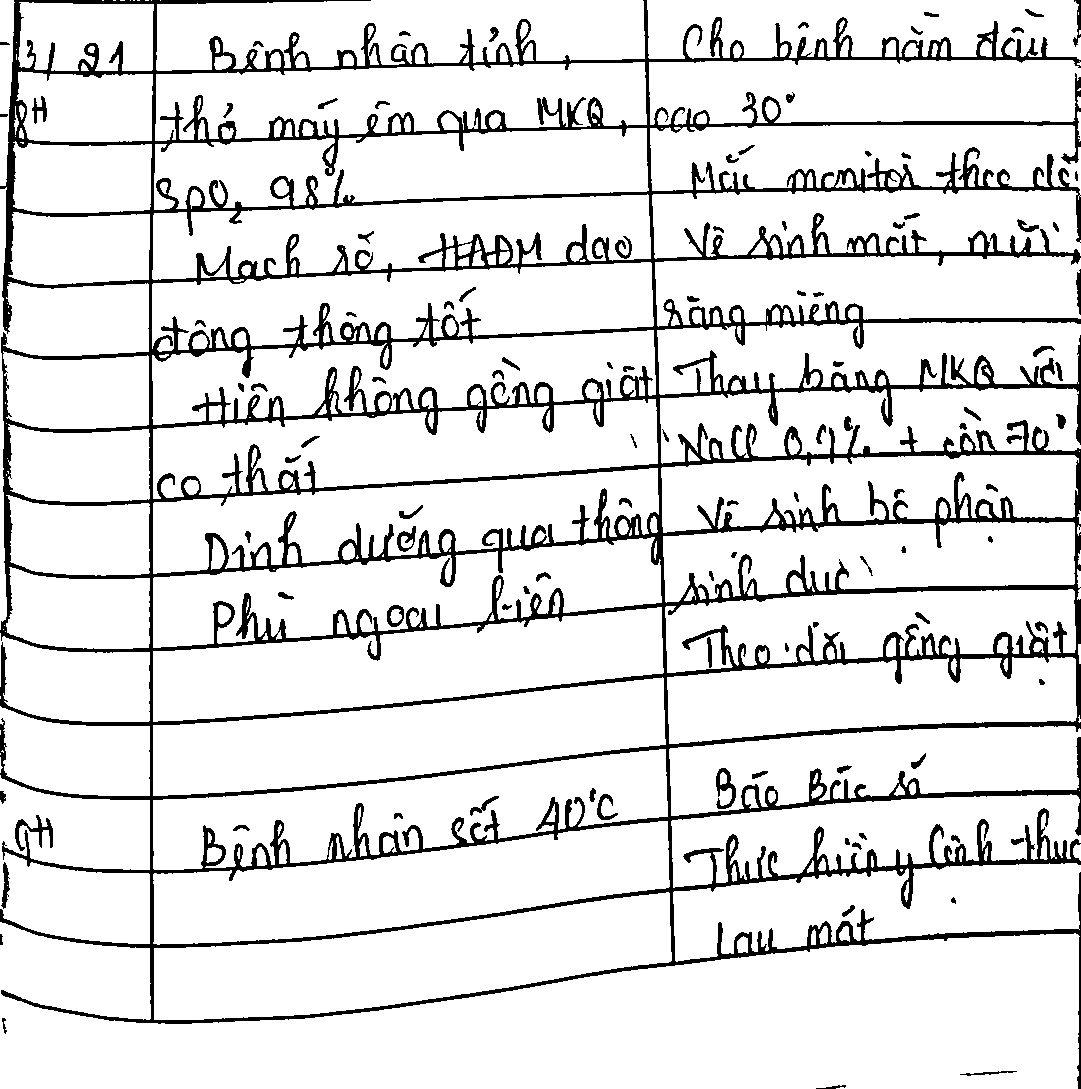 3/21
8H
Bệnh nhân tỉnh,
thở máy êm qua MKQ,
SpO₂ 98%
Mạch rõ, HAĐM dao
động thông tốt
Hiện không gồng giật
co thắt
Dinh dưỡng qua thông
Phù ngoại biên
Cho bệnh nằm đầu
cao 30°
Mắc monitor theo dõi
Vệ sinh mắt, mũi,
răng miệng
Thay băng MKQ với
NaCl 0,9% + cồn 70°
Vệ sinh bộ phận
sinh dục
Theo dõi gồng giật
9H
Bệnh nhân sốt 40°C
Báo Bác sĩ
Thực hiện y lệnh thuố
Lau mát